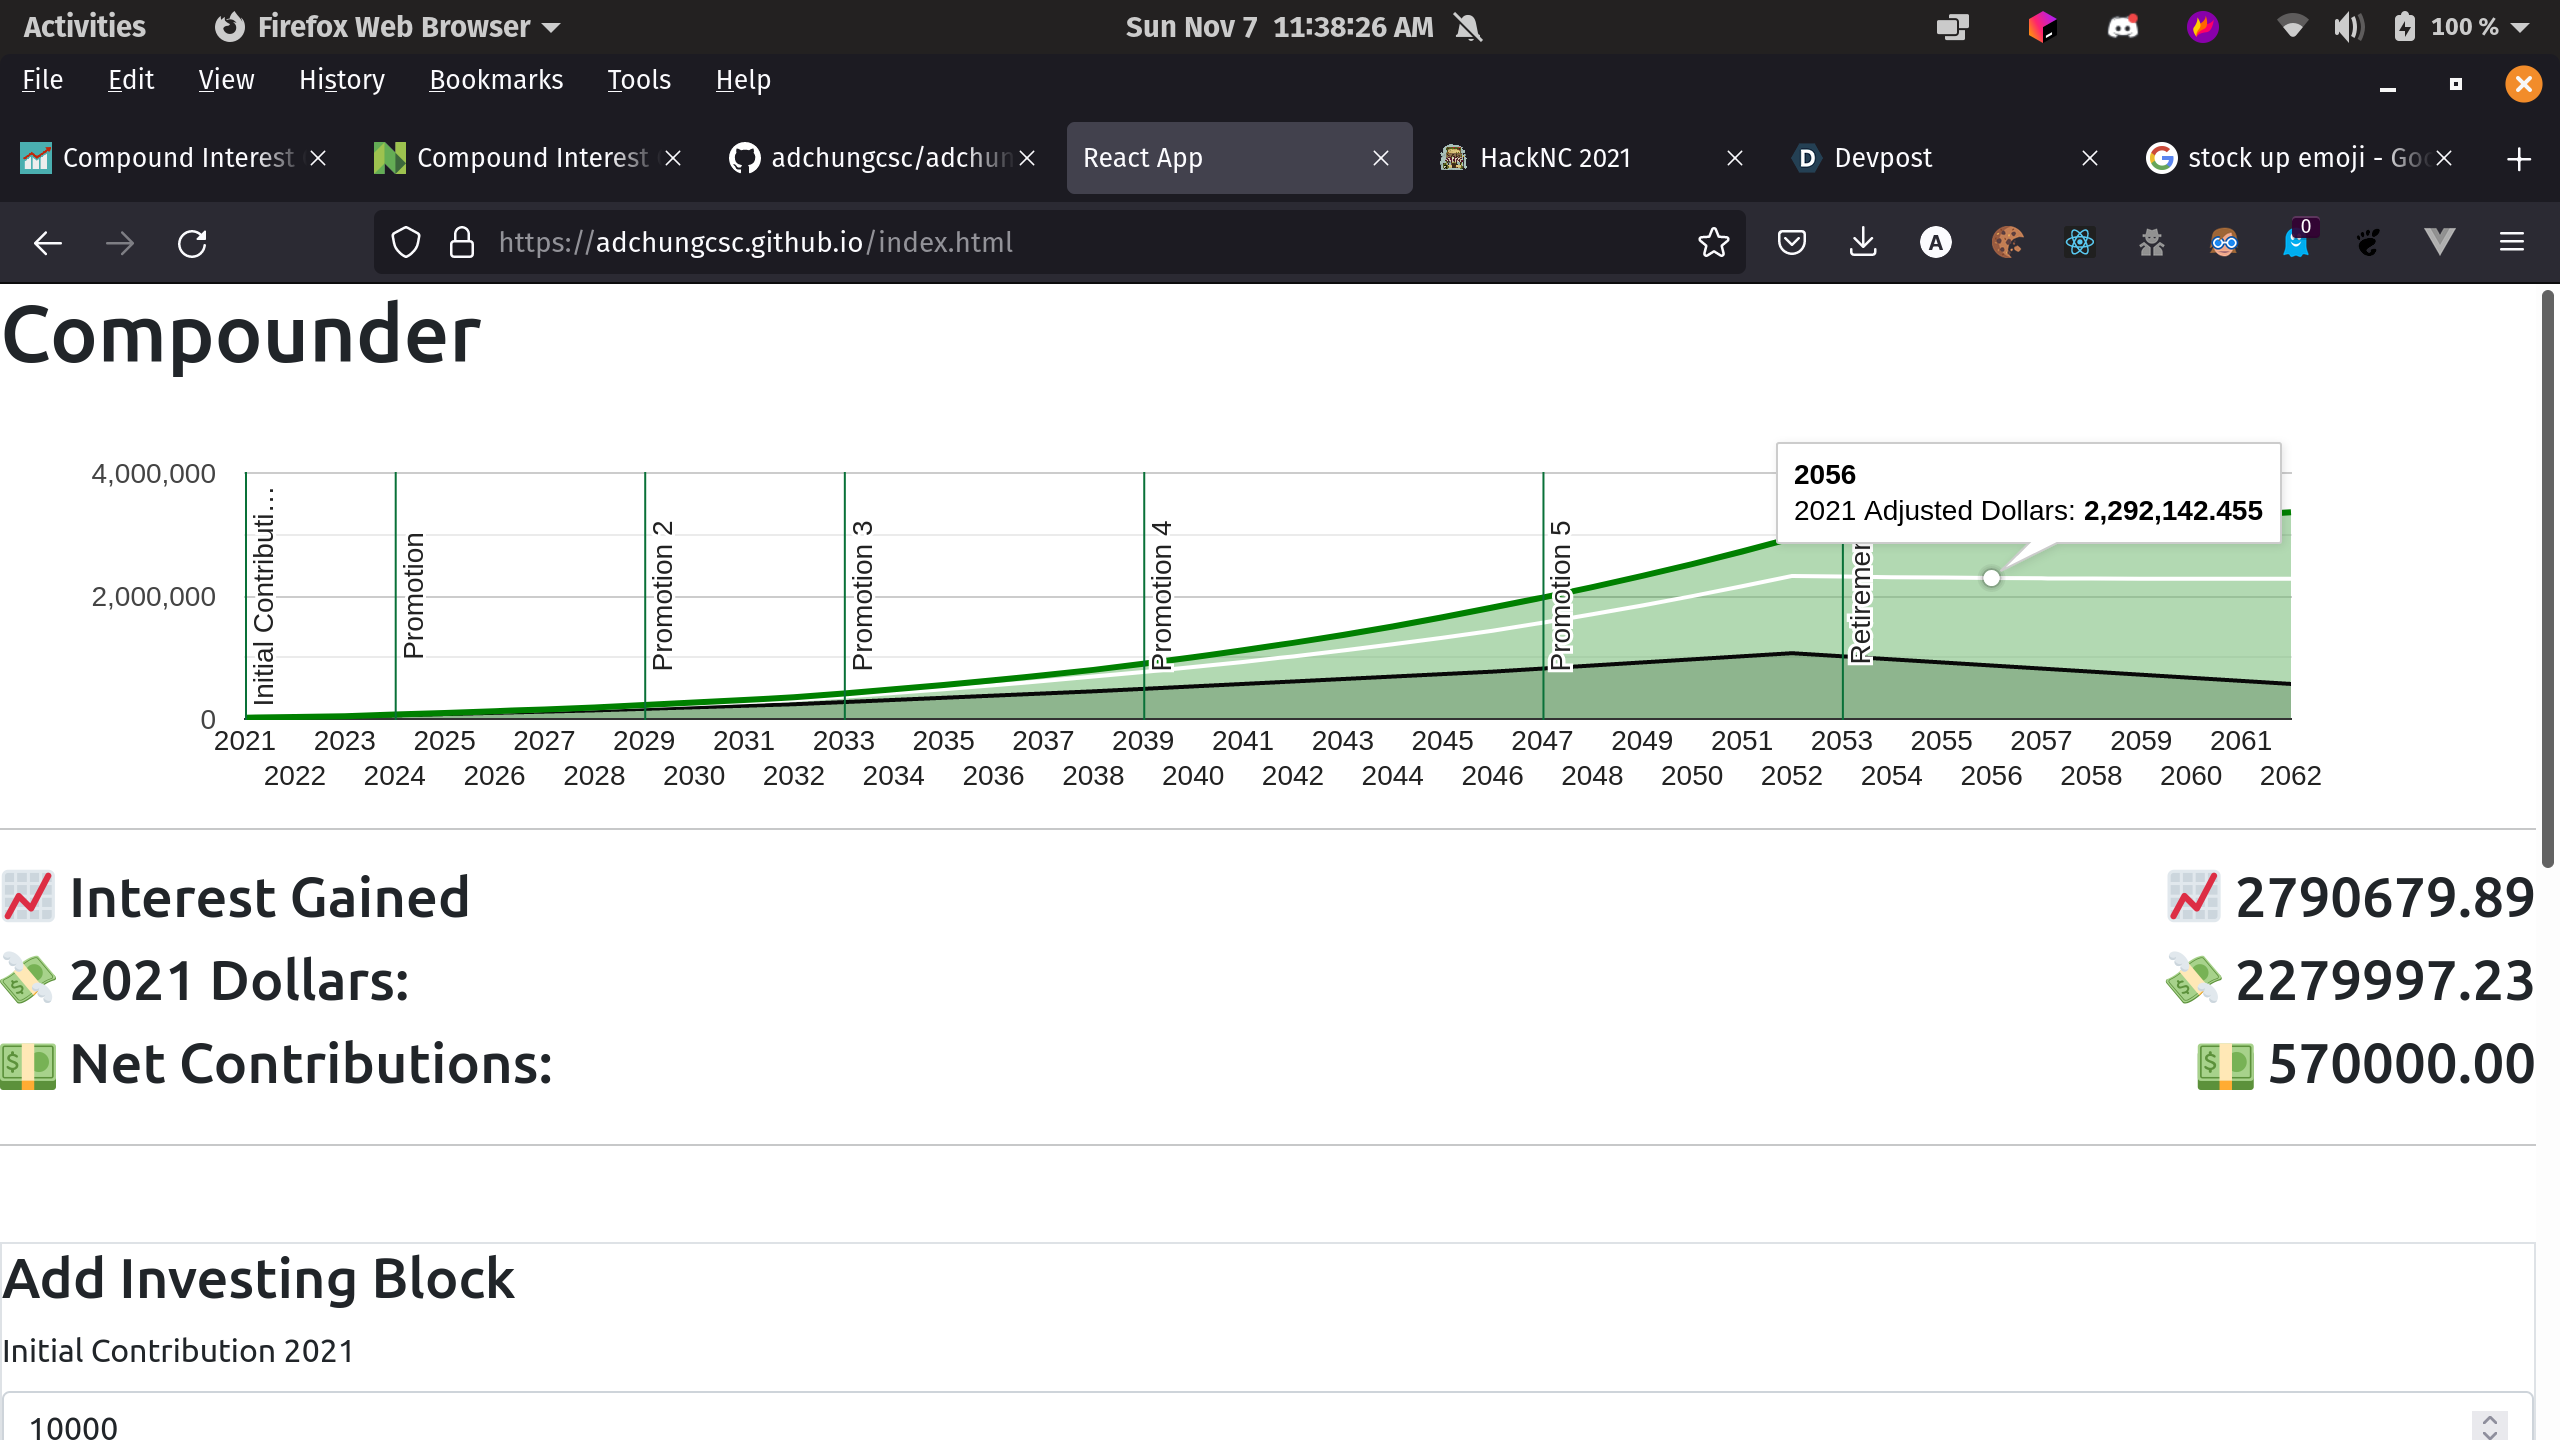 Activities Firefox Web Browser Sun Nov 7 11:38:26 AM 100 %
File Edit View History Bookmarks Tools Help
Compound Interest Compound Interest adchungcsc/adchun React App HackNC 2021 Devpost stock up emoji - Goo
https://adchungcsc.github.io/index.html A 0
Compounder
4,000,000
2,000,000
0
Initial Contributi...
Promotion
Promotion 2
Promotion 3
Promotion 4
Promotion 5
Retiremen
2056
2021 Adjusted Dollars: 2,292,142.455
2021 2023 2025 2027 2029 2031 2033 2035 2037 2039 2041 2043 2045 2047 2049 2051 2053 2055 2057 2059 2061
2022 2024 2026 2028 2030 2032 2034 2036 2038 2040 2042 2044 2046 2048 2050 2052 2054 2056 2058 2060 2062
📈 Interest Gained 📈 2790679.89
💸 2021 Dollars: 💸 2279997.23
💵 Net Contributions: 💵 570000.00
Add Investing Block
Initial Contribution 2021
10000